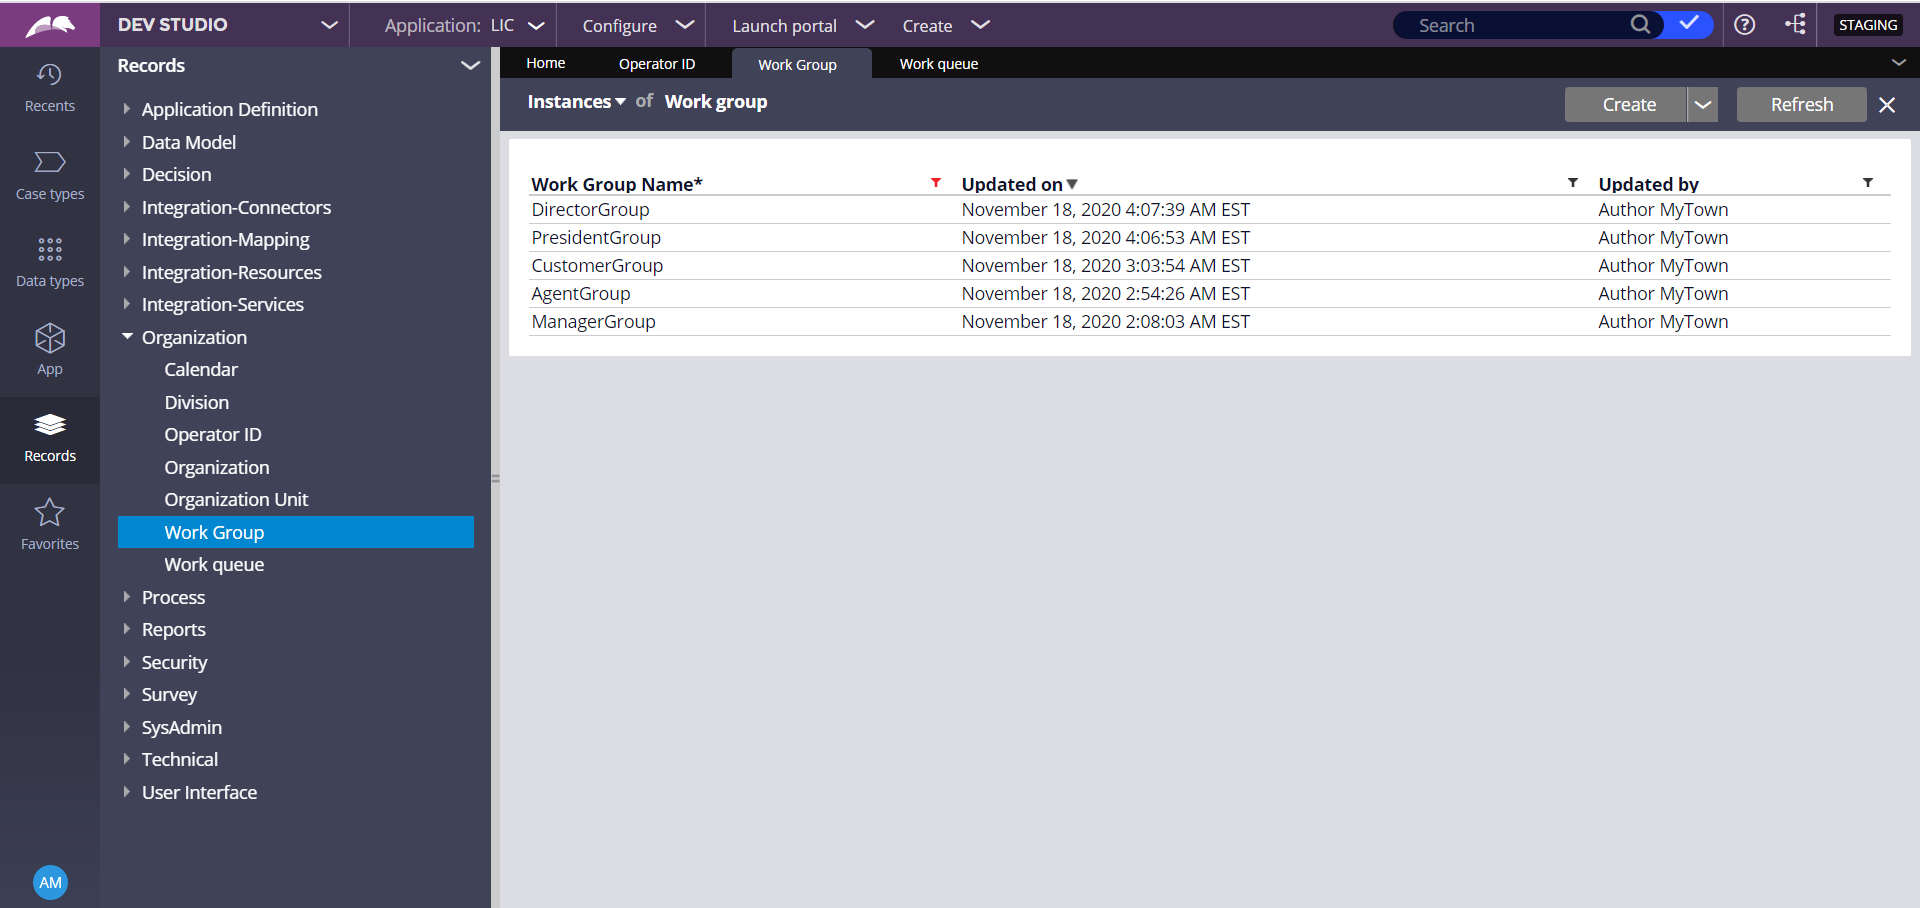 DEV STUDIO
Application: LIC
Configure
Launch portal
Create
Search
STAGING
Recents
Case types
Data types
App
Records
Favorites
AM
Records
Application Definition
Data Model
Decision
Integration-Connectors
Integration-Mapping
Integration-Resources
Integration-Services
Organization
Calendar
Division
Operator ID
Organization
Organization Unit
Work Group
Work queue
Process
Reports
Security
Survey
SysAdmin
Technical
User Interface
Home Operator ID Work Group Work queue
Instances of Work group
Create Refresh
Work Group Name* Updated on Updated by
DirectorGroup November 18, 2020 4:07:39 AM EST Author MyTown
PresidentGroup November 18, 2020 4:06:53 AM EST Author MyTown
CustomerGroup November 18, 2020 3:03:54 AM EST Author MyTown
AgentGroup November 18, 2020 2:54:26 AM EST Author MyTown
ManagerGroup November 18, 2020 2:08:03 AM EST Author MyTown